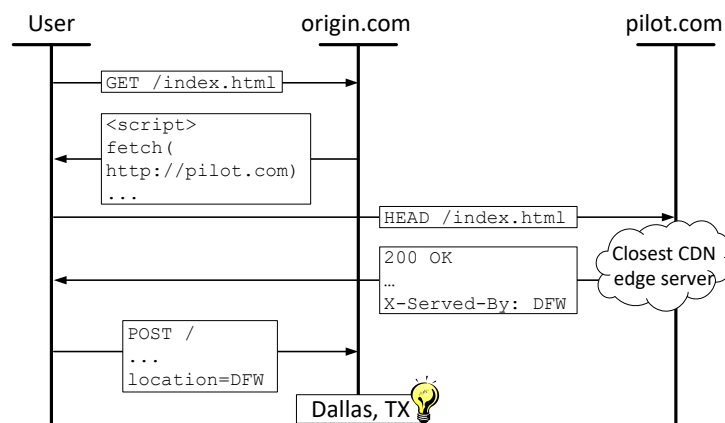 User
origin.com
pilot.com
GET /index.html
<script>
fetch(
http://pilot.com)
...
HEAD /index.html
Closest CDN
edge server
200 OK
…
X-Served-By: DFW
POST /
...
location=DFW
Dallas, TX